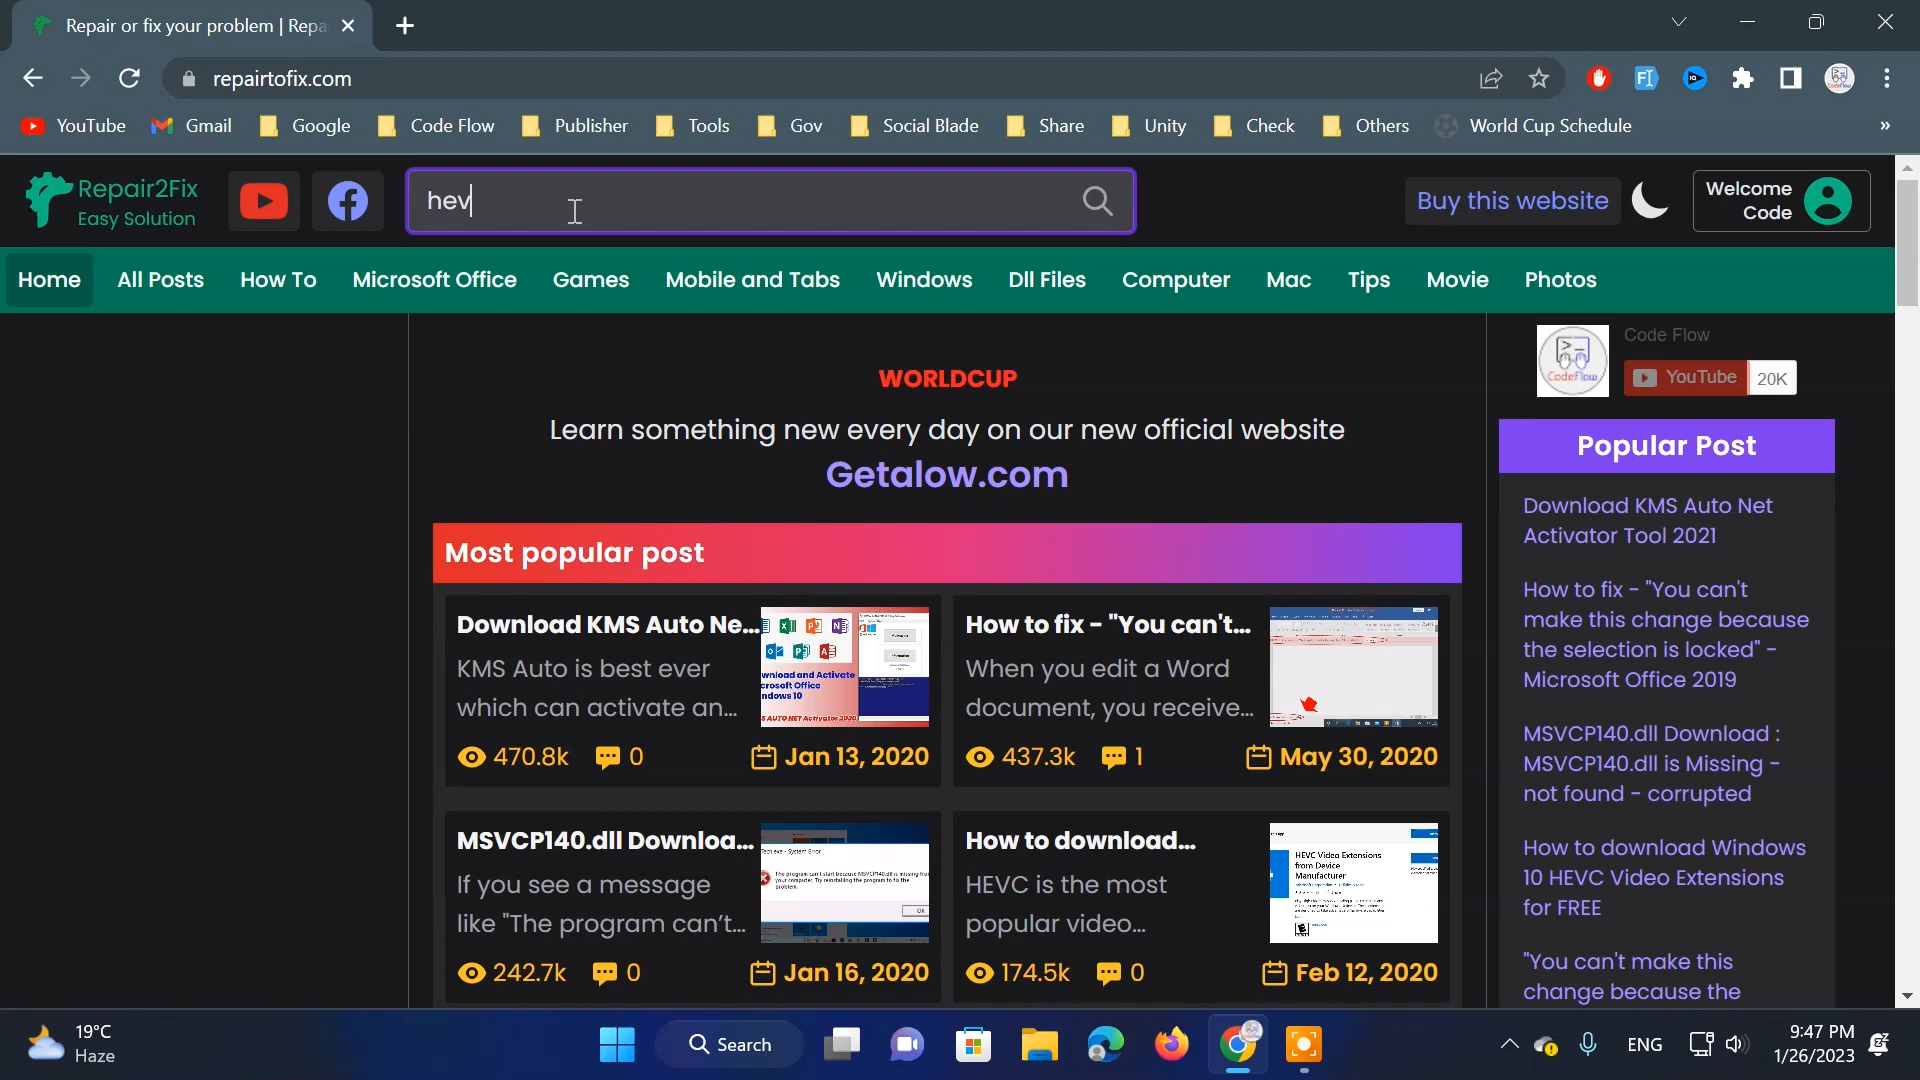 Repair or fix your problem | Repa
repairtofix.com
YouTube Gmail Google Code Flow Publisher Tools Gov Social Blade Share Unity Check Others World Cup Schedule »
Repair2Fix
Easy Solution
hev
Buy this website
Welcome
Code
Home All Posts How To Microsoft Office Games Mobile and Tabs Windows Dll Files Computer Mac Tips Movie Photos
WORLDCUP
Learn something new every day on our new official website
Getalow.com
Code Flow
CodeFlow
YouTube 20K
Most popular post
Download KMS Auto Ne...
KMS Auto is best ever
which can activate an...
470.8k 0 Jan 13, 2020
How to fix - "You can't...
When you edit a Word
document, you receive...
437.3k 1 May 30, 2020
MSVCP140.dll Downloa...
If you see a message
like "The program can't...
242.7k 0 Jan 16, 2020
How to download...
HEVC is the most
popular video...
HEVC Video Extensions
from Device
Manufacturer
174.5k 0 Feb 12, 2020
Popular Post
Download KMS Auto Net
Activator Tool 2021
How to fix - "You can't
make this change because
the selection is locked" -
Microsoft Office 2019
MSVCP140.dll Download :
MSVCP140.dll is Missing -
not found - corrupted
How to download Windows
10 HEVC Video Extensions
for FREE
"You can't make this
change because the
19°C
Haze
Search
ENG
9:47 PM
1/26/2023